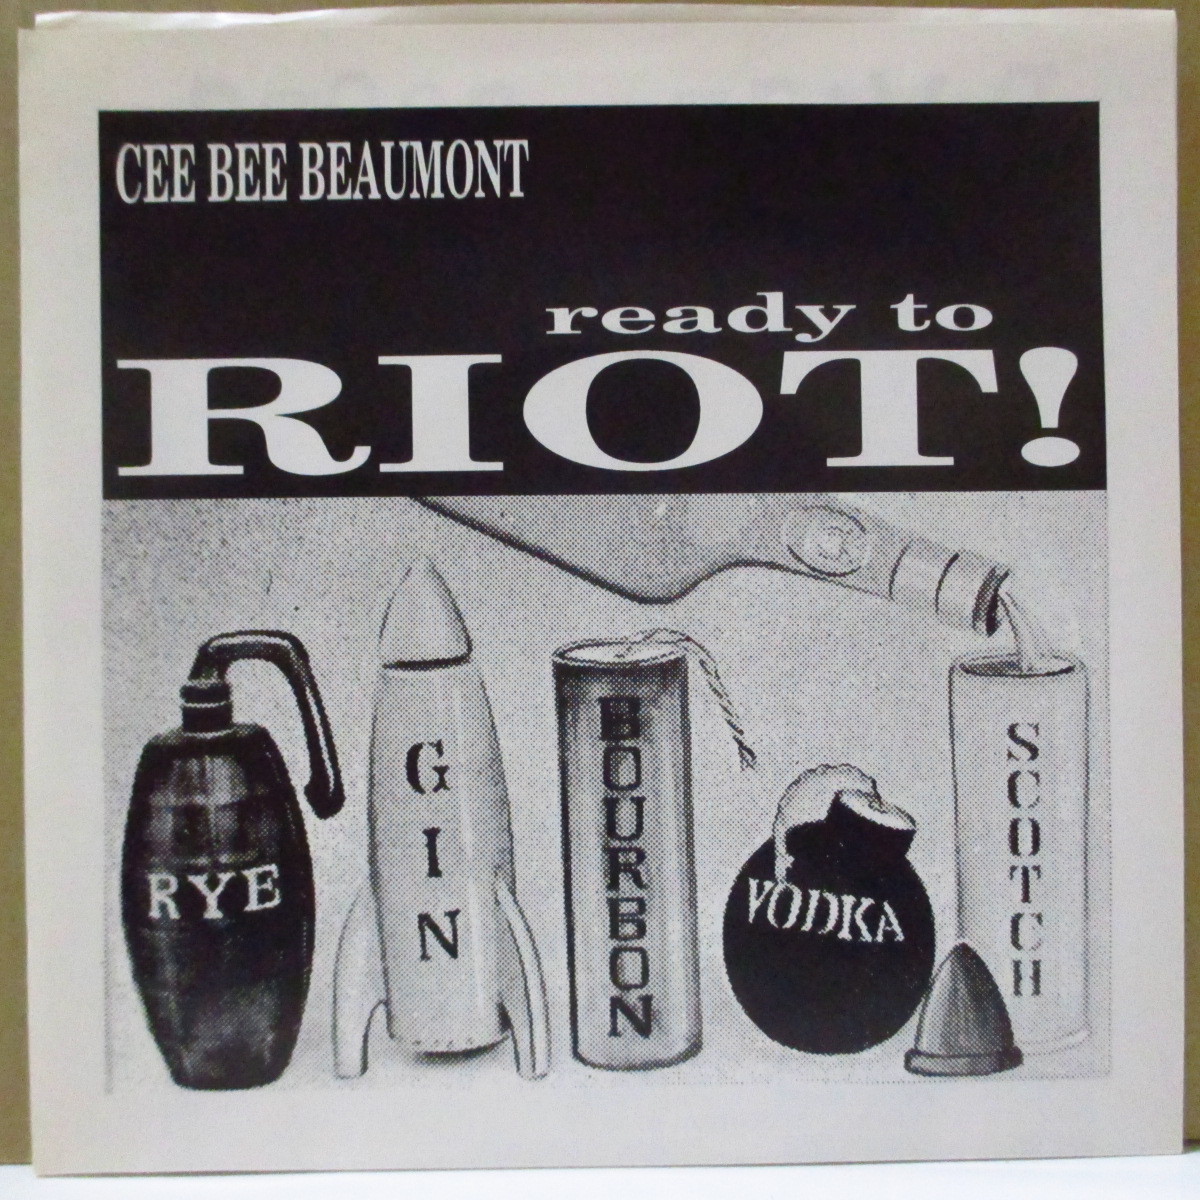 CEE BEE BEAUMONT
ready to
RIOT!
RYE
GIN
BOURBON
VODKA
SCOTCH